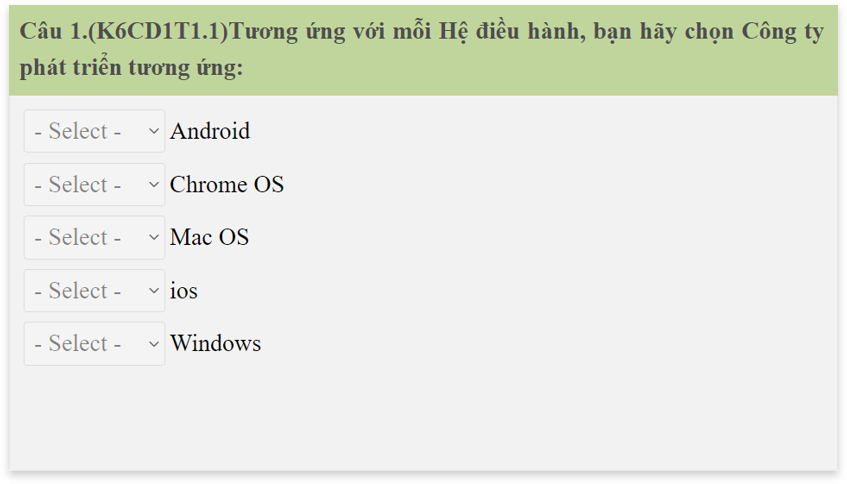 Câu 1.(K6CD1T1.1)Tương ứng với mỗi Hệ điều hành, bạn hãy chọn Công ty
phát triển tương ứng:
- Select - Android
- Select - Chrome OS
- Select - Mac OS
- Select - ios
- Select - Windows